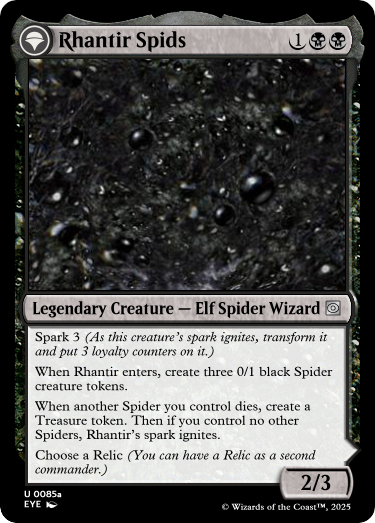 Rhantir Spids 1
Legendary Creature — Elf Spider Wizard
Spark 3 (As this creature's spark ignites, transform it
and put 3 loyalty counters on it.)
When Rhantir enters, create three 0/1 black Spider
creature tokens.
When another Spider you control dies, create a
Treasure token. Then if you control no other
Spiders, Rhantir's spark ignites.
Choose a Relic (You can have a Relic as a second
commander.)
2/3
U 0085a
EYE
© Wizards of the Coast™, 2025